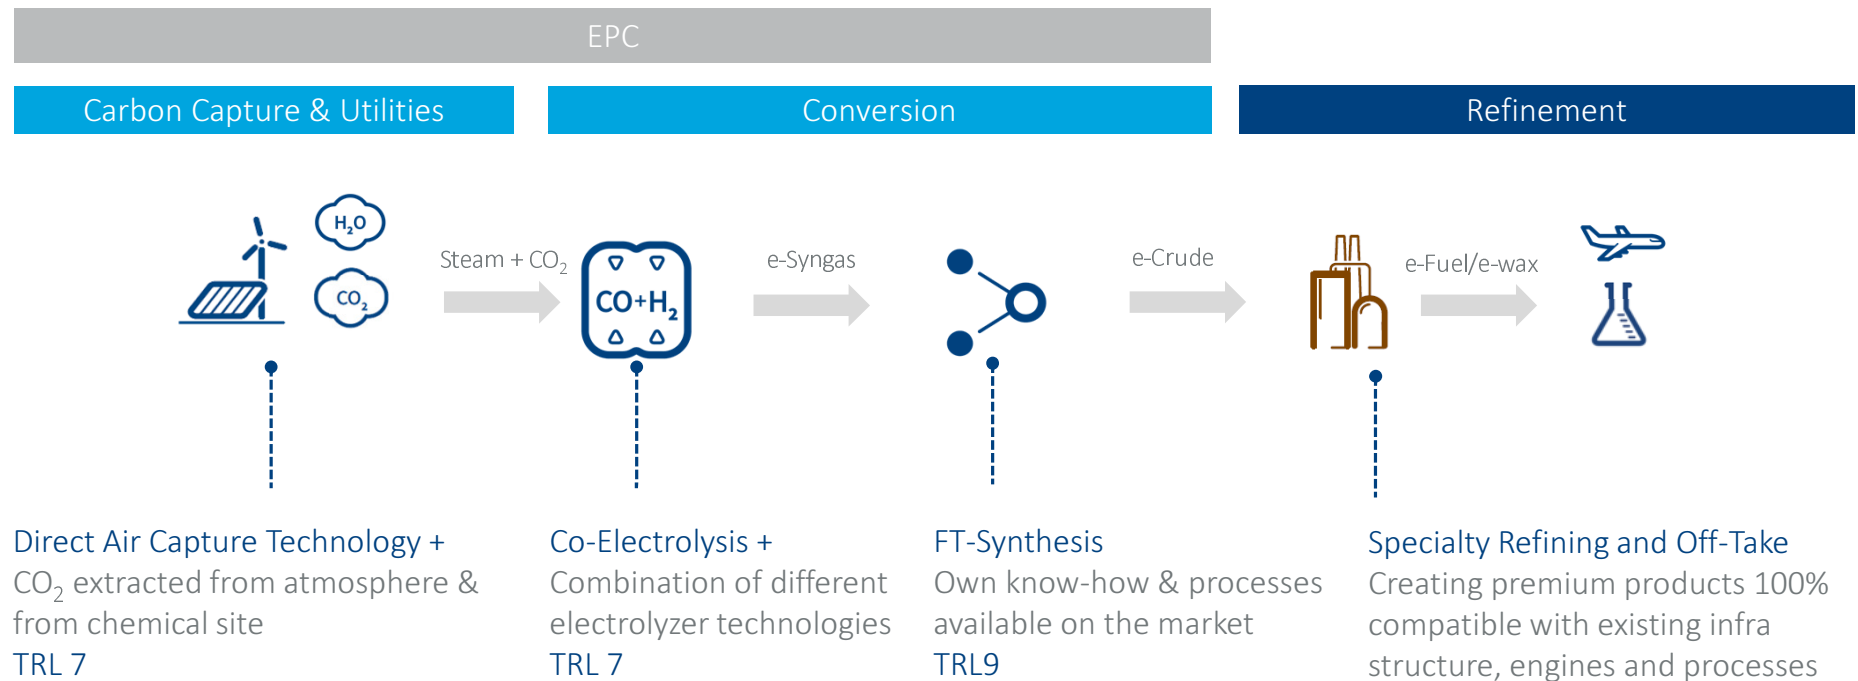 EPC
Carbon Capture & Utilities
Conversion
Refinement
H₂O
CO₂
Steam + CO₂
CO+H₂
e-Syngas
e-Crude
e-Fuel/e-wax
Direct Air Capture Technology +
CO₂ extracted from atmosphere &
from chemical site
TRL 7
Co-Electrolysis +
Combination of different
electrolyzer technologies
TRL 7
FT-Synthesis
Own know-how & processes
available on the market
TRL9
Specialty Refining and Off-Take
Creating premium products 100%
compatible with existing infra
structure, engines and processes